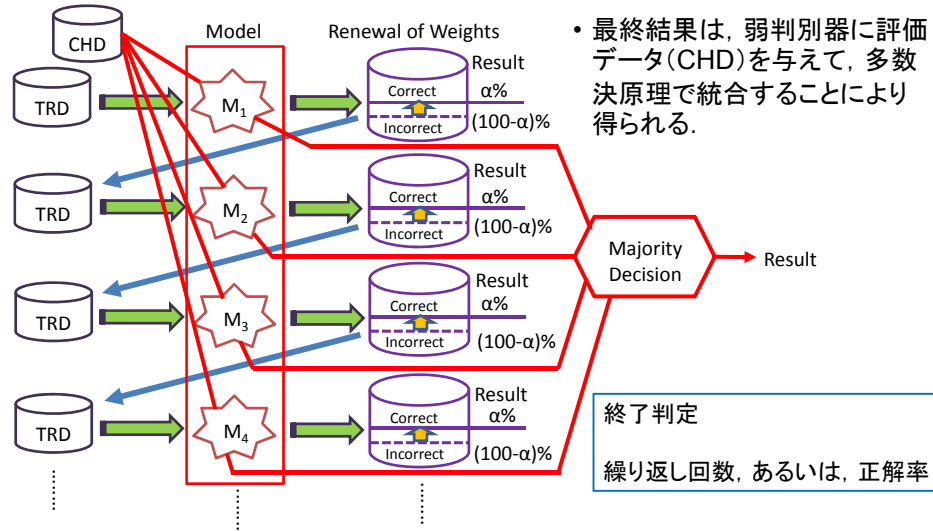 CHD
Model
Renewal of Weights
• 最終結果は，弱判別器に評価
データ（CHD）を与えて，多数
決原理で統合することにより
得られる．
TRD
M1
Correct
Incorrect
Result
α%
(100-α)%
TRD
M2
Correct
Incorrect
Result
α%
(100-α)%
Majority
Decision
Result
TRD
M3
Correct
Incorrect
Result
α%
(100-α)%
TRD
M4
Correct
Incorrect
Result
α%
(100-α)%
終了判定
繰り返し回数，あるいは，正解率